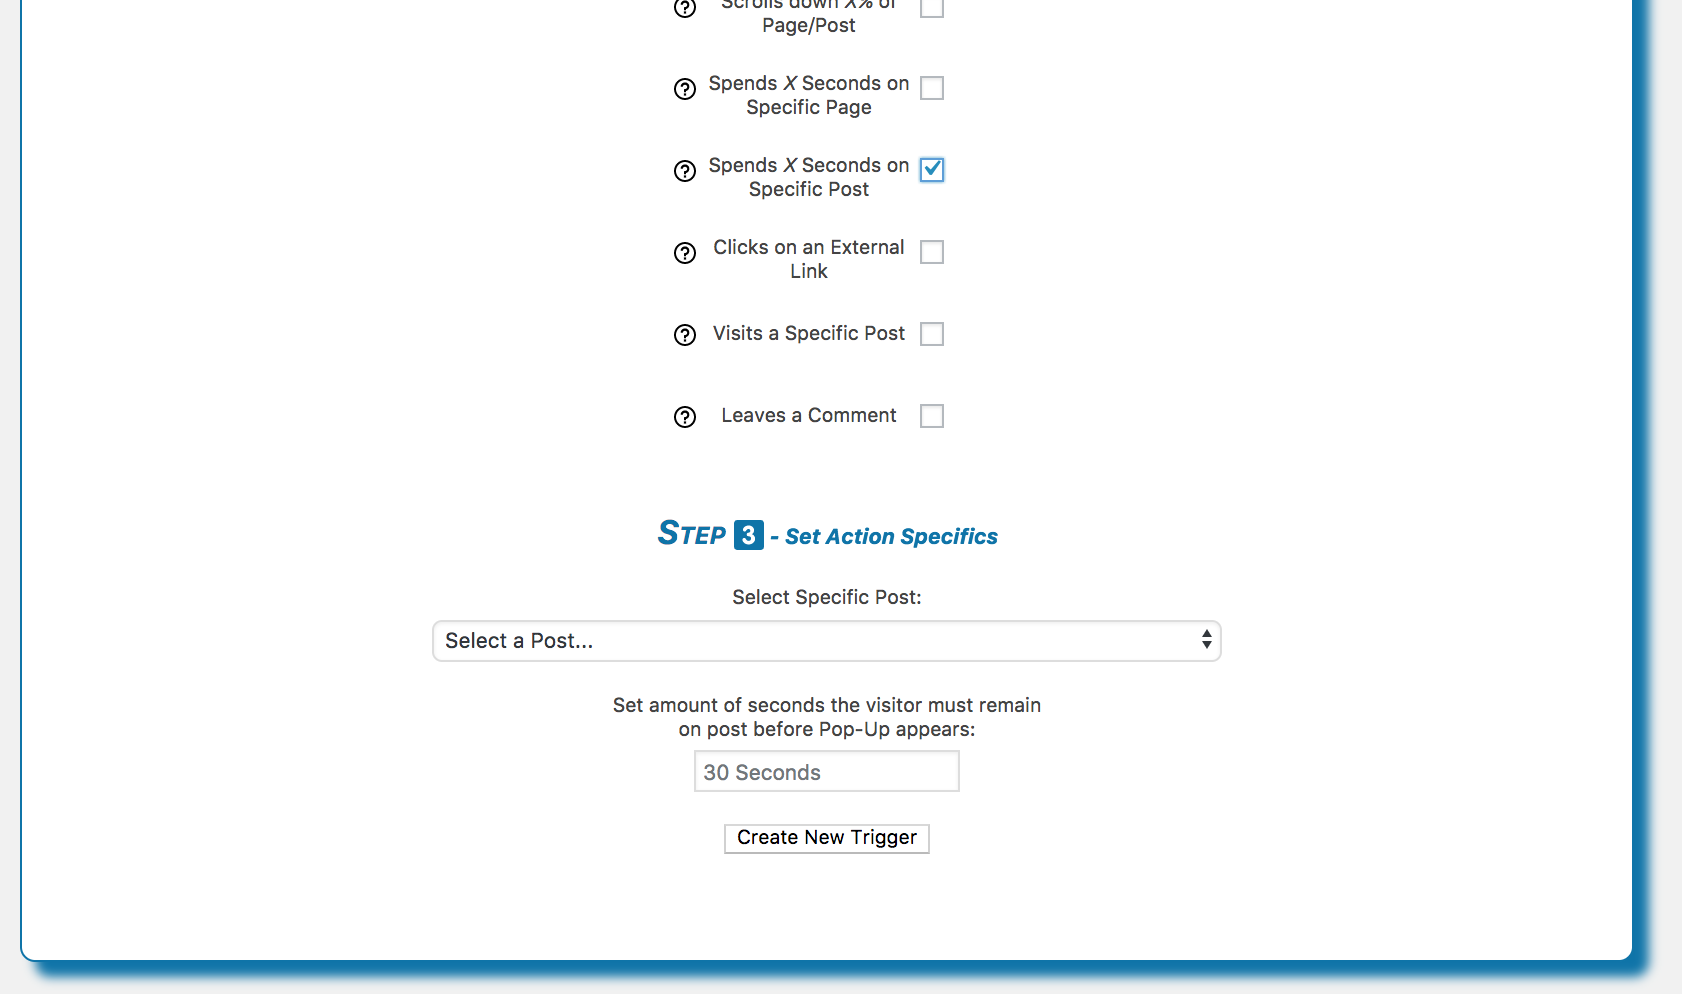 Scrolls down X% of
Page/Post
Spends X Seconds on
Specific Page
Spends X Seconds on
Specific Post
Clicks on an External
Link
Visits a Specific Post
Leaves a Comment
STEP 3 - Set Action Specifics
Select Specific Post:
Select a Post...
Set amount of seconds the visitor must remain
on post before Pop-Up appears:
30 Seconds
Create New Trigger